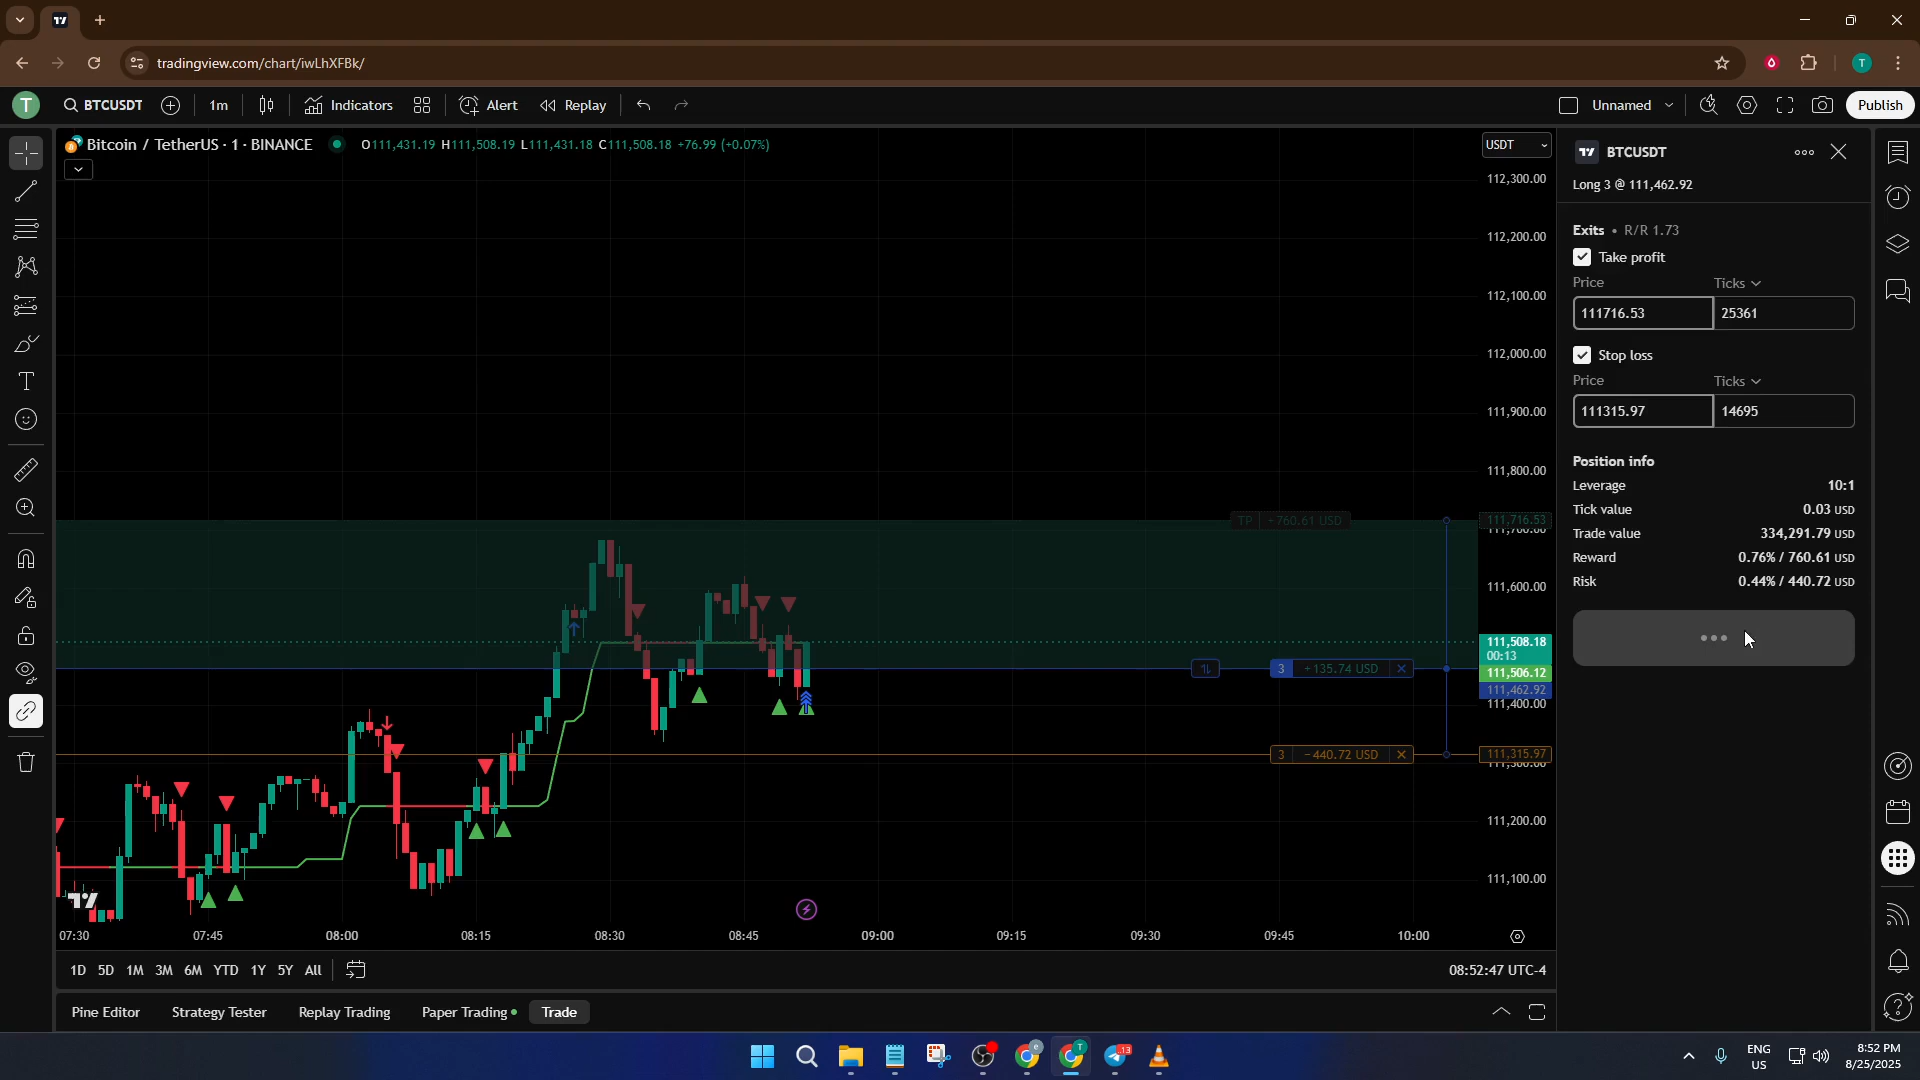 tradingview.com/chart/iwLhXFBk/
T
T
BTCUSDT
1m
Indicators
Alert
Replay
Unnamed
Publish
Bitcoin / TetherUS · 1 · BINANCE
O111,431.19 H111,508.19 L111,431.18 C111,508.18 +76.99 (+0.07%)
USDT
112,300.00
112,200.00
112,100.00
112,000.00
111,900.00
111,800.00
TP +760.61 USD
111,716.53
111,700.00
111,600.00
111,508.18
00:13
111,506.12
3 +135.74 USD
111,462.92
111,400.00
3 −440.72 USD
111,315.97
111,300.00
111,200.00
111,100.00
07:30 07:45 08:00 08:15 08:30 08:45 09:00 09:15 09:30 09:45 10:00
1D 5D 1M 3M 6M YTD 1Y 5Y All
08:52:47 UTC-4
Pine Editor Strategy Tester Replay Trading Paper Trading Trade
BTCUSDT
Long 3 @ 111,462.92
Exits • R/R 1.73
Take profit
Price Ticks
111716.53 25361
Stop loss
Price Ticks
111315.97 14695
Position info
Leverage 10:1
Tick value 0.03 USD
Trade value 334,291.79 USD
Reward 0.76% / 760.61 USD
Risk 0.44% / 440.72 USD
e
T
13
ENG
US
8:52 PM
8/25/2025